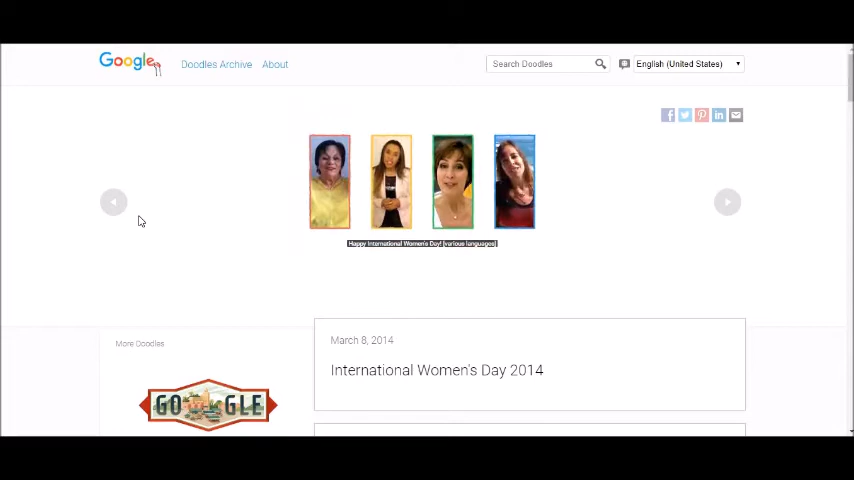 Google
Doodles Archive
About
Search Doodles
English (United States)
Happy International Women's Day! [various languages]
March 8, 2014
International Women's Day 2014
More Doodles
GO GLE